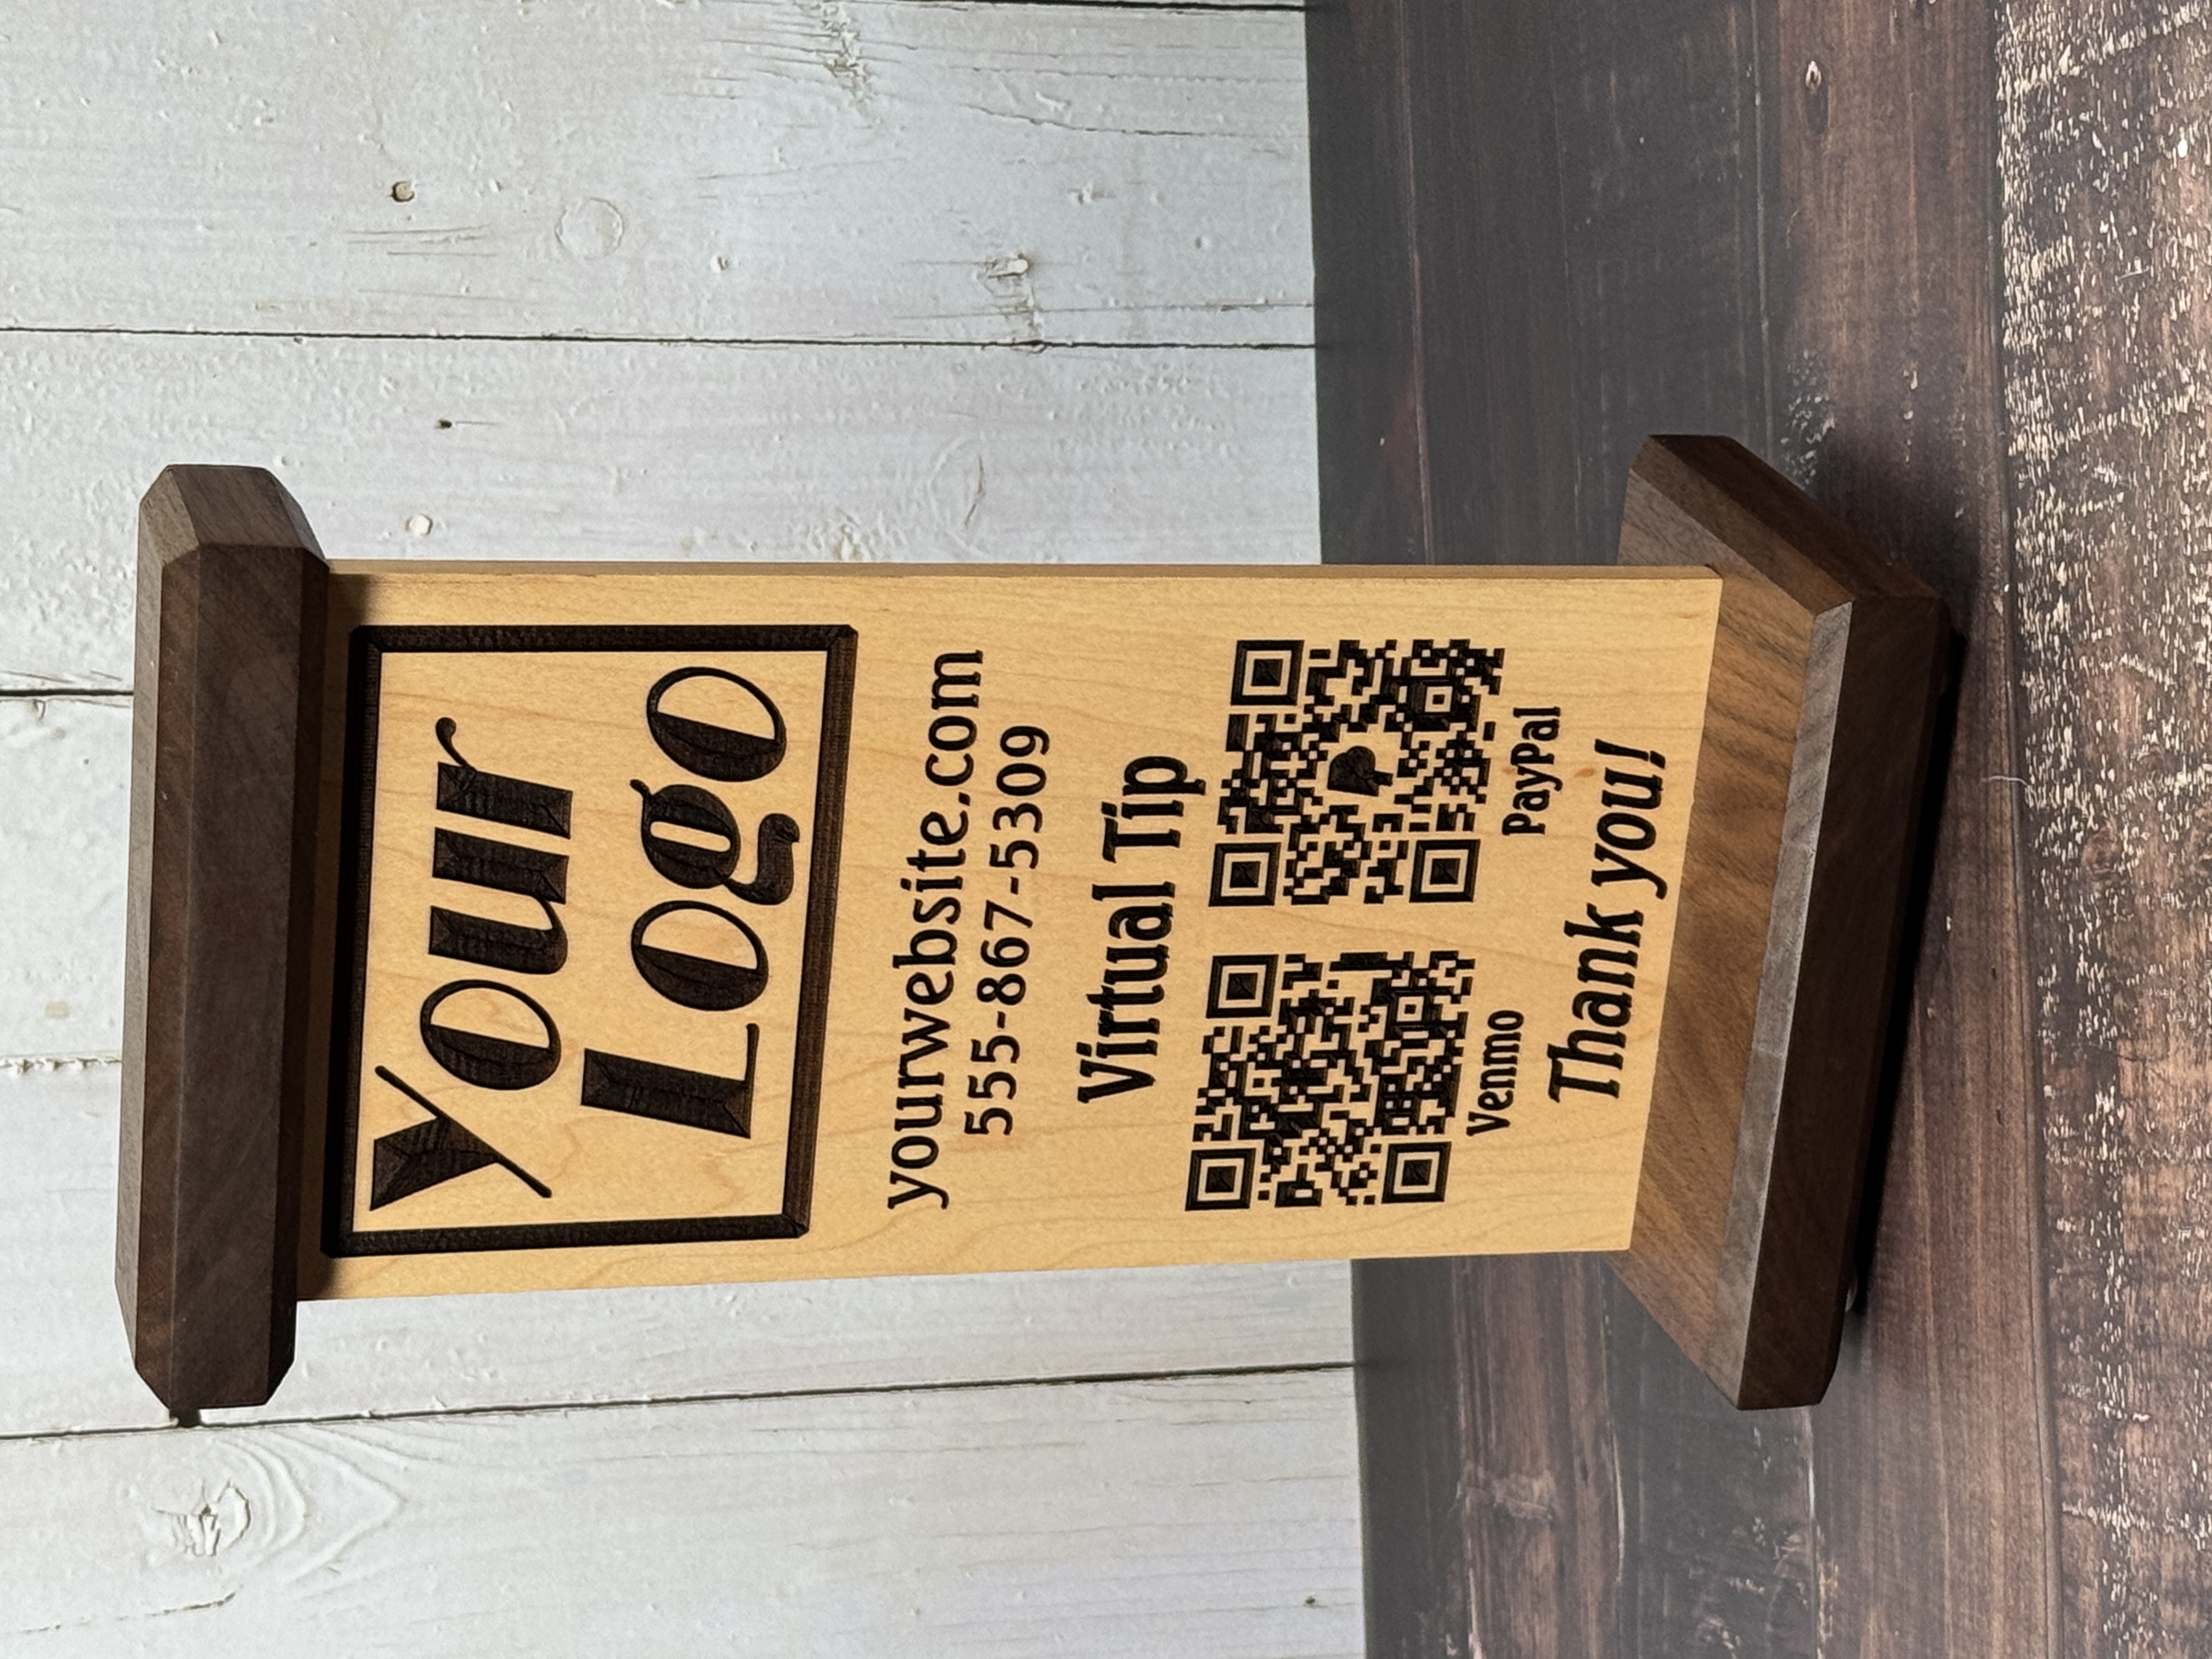 Your
Logo
yourwebsite.com
555-867-5309
Virtual Tip
Venmo PayPal
Thank you!